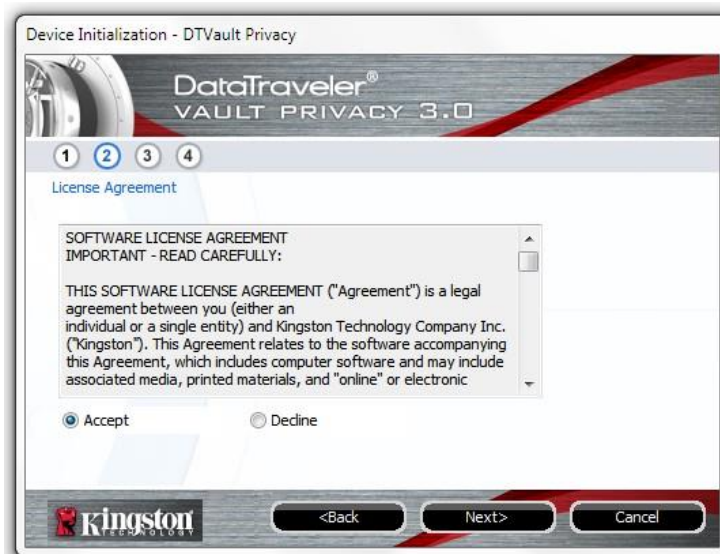 Device Initialization - DTVault Privacy
DataTraveler®
VAULT PRIVACY 3.0
1 2 3 4
License Agreement
SOFTWARE LICENSE AGREEMENT
IMPORTANT - READ CAREFULLY:
THIS SOFTWARE LICENSE AGREEMENT ("Agreement") is a legal
agreement between you (either an
individual or a single entity) and Kingston Technology Company Inc.
("Kingston"). This Agreement relates to the software accompanying
this Agreement, which includes computer software and may include
associated media, printed materials, and "online" or electronic
Accept Decline
Kingston
TECHNOLOGY
<Back Next> Cancel